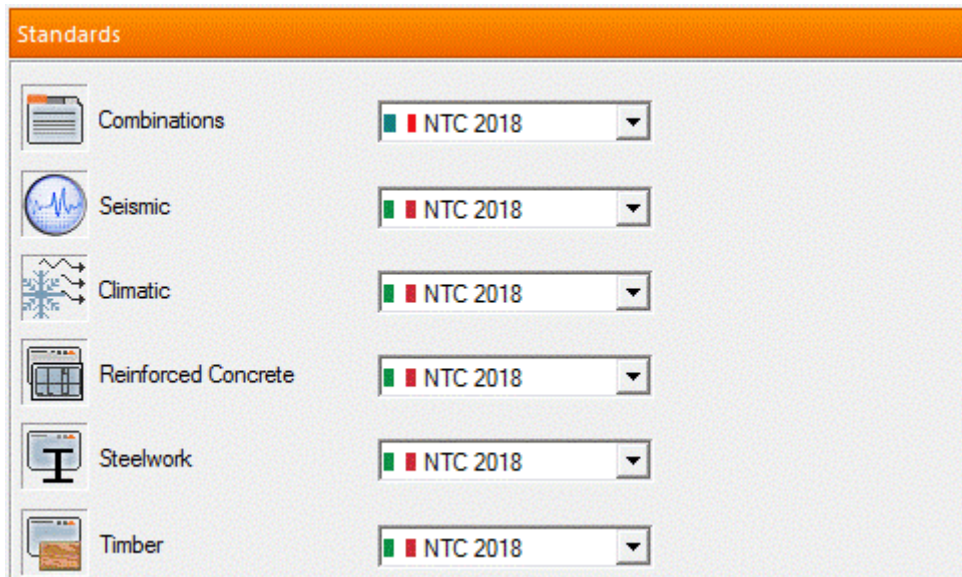 Standards
Combinations NTC 2018
Seismic NTC 2018
Climatic NTC 2018
Reinforced Concrete NTC 2018
Steelwork NTC 2018
Timber NTC 2018